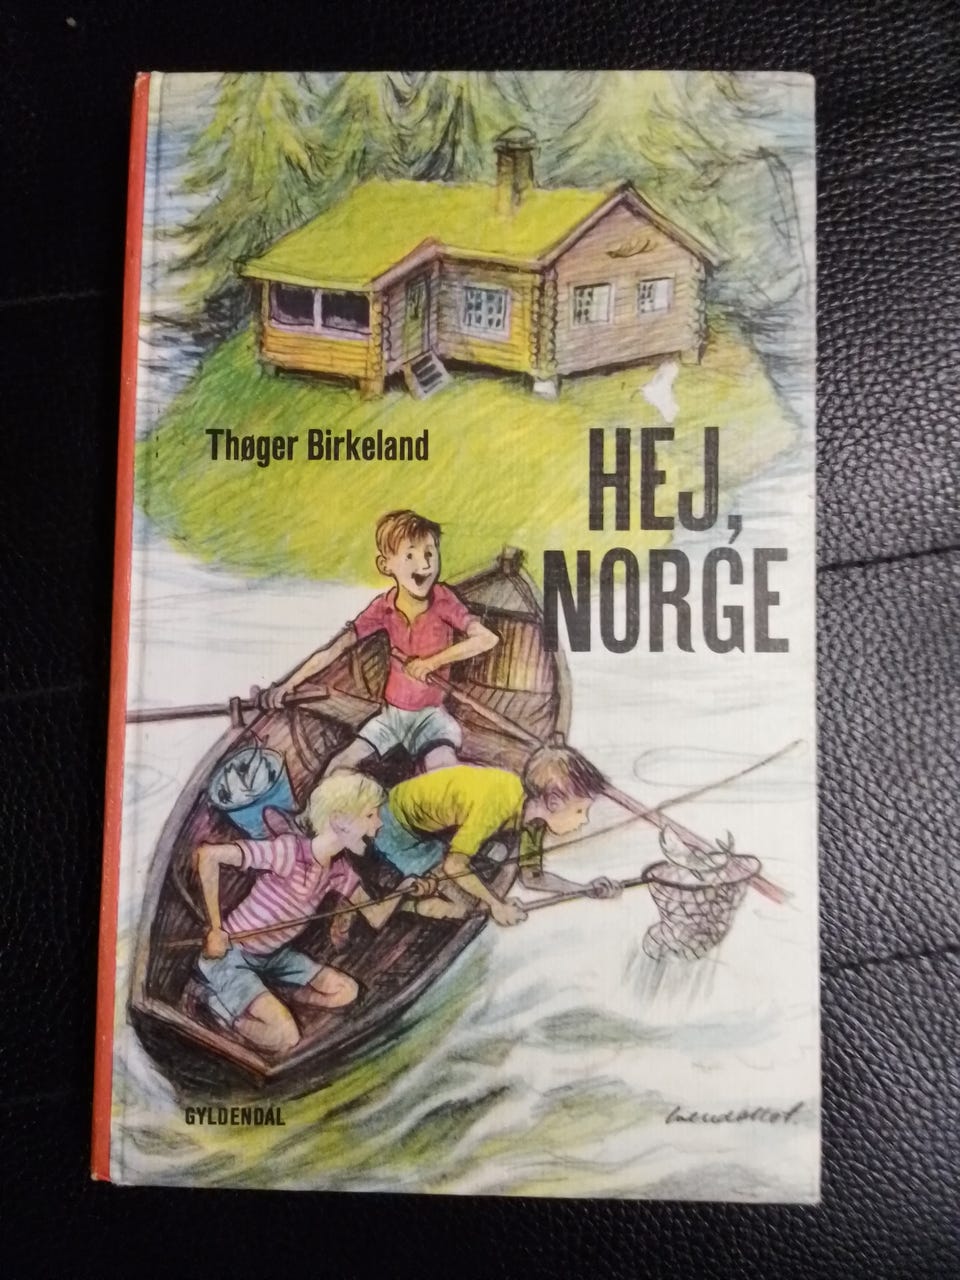 Thøger Birkeland
HEJ,
NORGE
GYLDENDAL